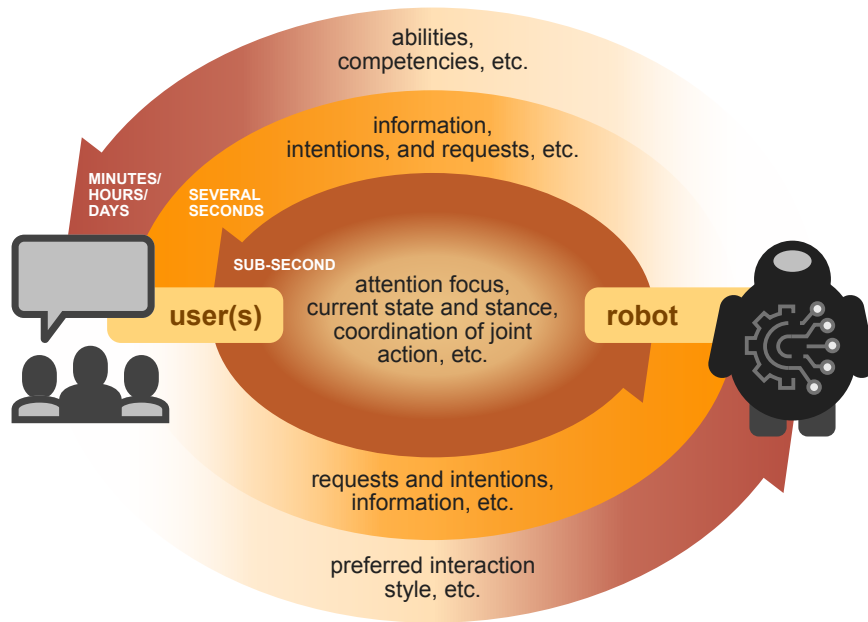 abilities,
competencies, etc.
information,
intentions, and requests, etc.
MINUTES/
HOURS/
DAYS
SEVERAL
SECONDS
SUB-SECOND
attention focus,
current state and stance,
coordination of joint
action, etc.
user(s)
robot
requests and intentions,
information, etc.
preferred interaction
style, etc.